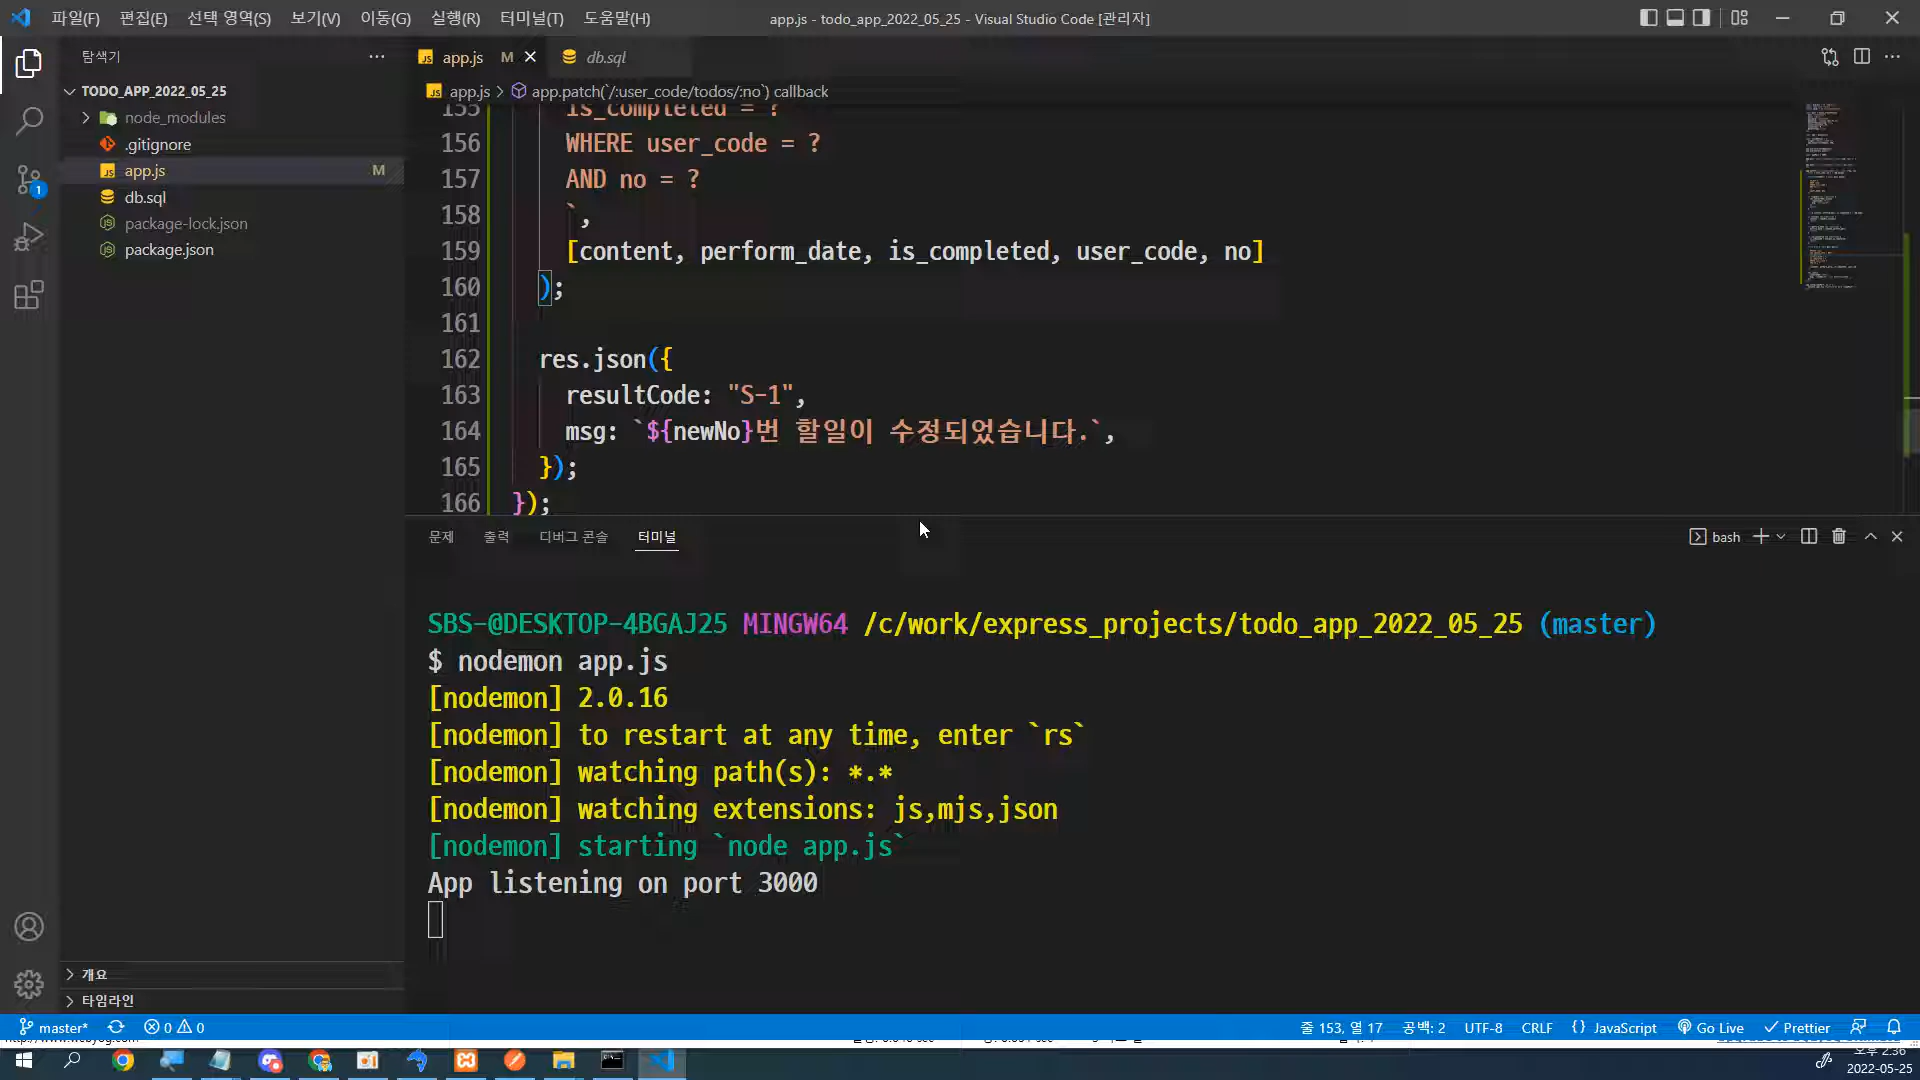 파일(F) 편집(E) 선택 영역(S) 보기(V) 이동(G) 실행(R) 터미널(T) 도움말(H)
app.js - todo_app_2022_05_25 - Visual Studio Code [관리자]
탐색기
TODO_APP_2022_05_25
node_modules
.gitignore
app.js M
db.sql
package-lock.json
package.json
개요
타임라인
1
app.js M
db.sql
app.js > app.patch(`/:user_code/todos/:no`) callback
155 is_completed = ?
156 WHERE user_code = ?
157 AND no = ?
158 `,
159 [content, perform_date, is_completed, user_code, no]
160 );
161
162 res.json({
163 resultCode: "S-1",
164 msg: `${newNo}번 할일이 수정되었습니다.`,
165 });
166 });
문제 출력 디버그 콘솔 터미널
bash
SBS-@DESKTOP-4BGAJ25 MINGW64 /c/work/express_projects/todo_app_2022_05_25 (master)
$ nodemon app.js
[nodemon] 2.0.16
[nodemon] to restart at any time, enter `rs`
[nodemon] watching path(s): *.*
[nodemon] watching extensions: js,mjs,json
[nodemon] starting `node app.js`
App listening on port 3000
master* 0 0
줄 153, 열 17 공백: 2 UTF-8 CRLF {} JavaScript Go Live Prettier
오후 2:36
2022-05-25